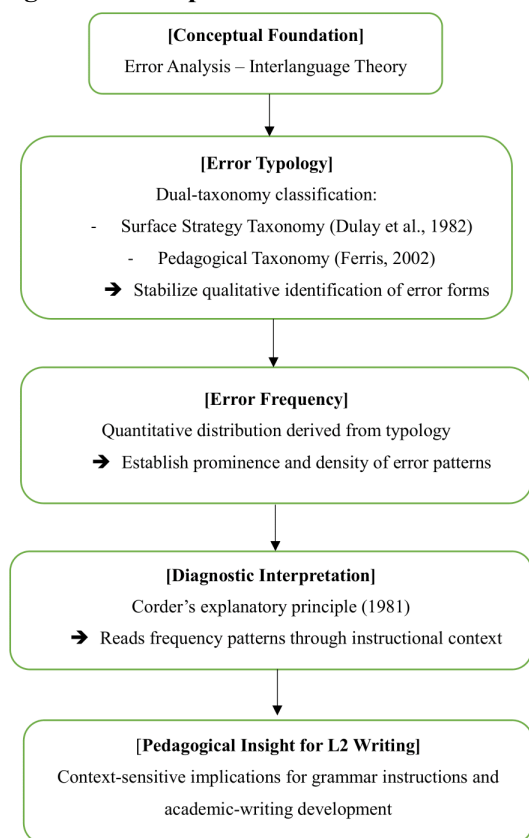 [Conceptual Foundation]
Error Analysis – Interlanguage Theory
[Error Typology]
Dual-taxonomy classification:
- Surface Strategy Taxonomy (Dulay et al., 1982)
- Pedagogical Taxonomy (Ferris, 2002)
➔ Stabilize qualitative identification of error forms
[Error Frequency]
Quantitative distribution derived from typology
➔ Establish prominence and density of error patterns
[Diagnostic Interpretation]
Corder’s explanatory principle (1981)
➔ Reads frequency patterns through instructional context
[Pedagogical Insight for L2 Writing]
Context-sensitive implications for grammar instructions and
academic-writing development